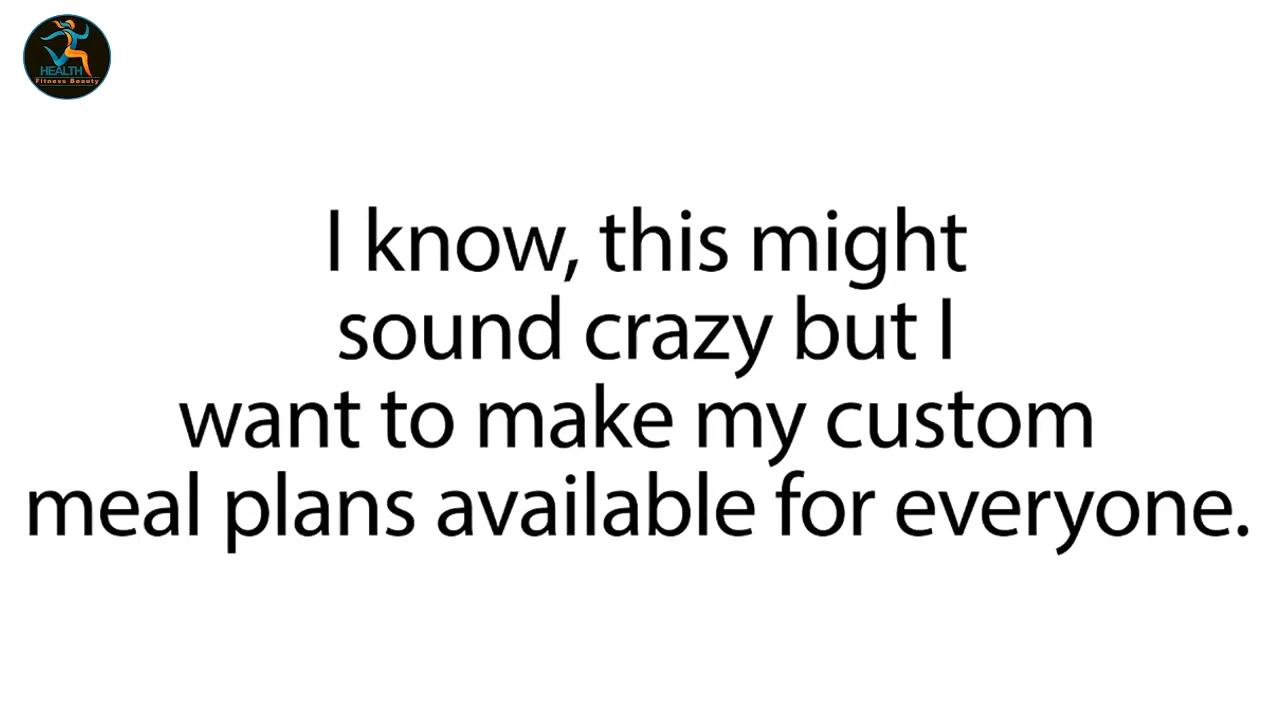 HEALTH
Fitness Beauty
I know, this might
sound crazy but I
want to make my custom
meal plans available for everyone.